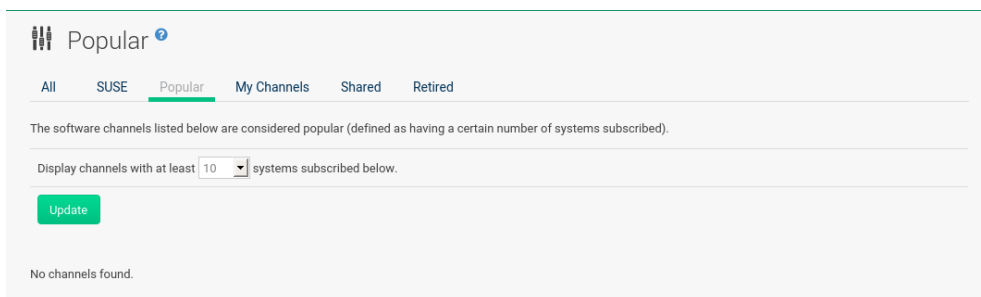 Popular ?
All SUSE Popular My Channels Shared Retired
The software channels listed below are considered popular (defined as having a certain number of systems subscribed).
Display channels with at least 10 systems subscribed below.
Update
No channels found.